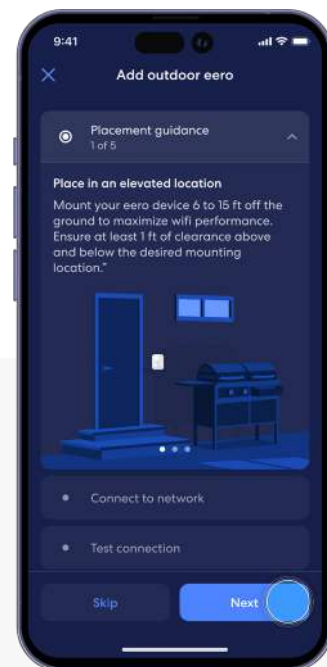 9:41
Add outdoor eero
Placement guidance
1 of 5
Place in an elevated location
Mount your eero device 6 to 15 ft off the
ground to maximize wifi performance.
Ensure at least 1 ft of clearance above
and below the desired mounting
location."
Connect to network
Test connection
Skip
Next